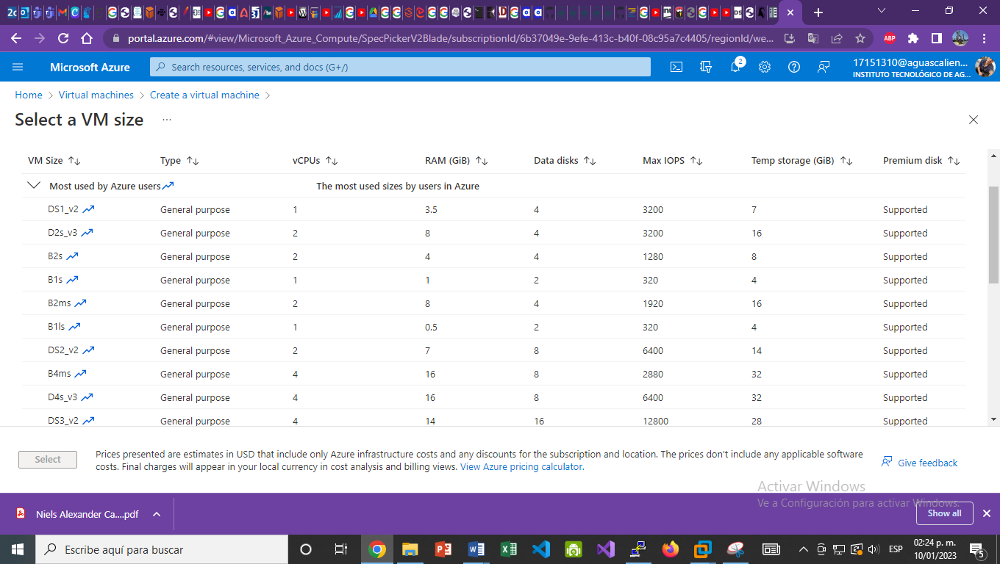 portal.azure.com/#view/Microsoft_Azure_Compute/SpecPickerV2Blade/subscriptionId/6b37049e-9efe-413c-b40f-08c95a7c4405/regionId/we...
ABP
Microsoft Azure
Search resources, services, and docs (G+/)
2
17151310@aguascalien...
INSTITUTO TECNOLÓGICO DE AG...
Home > Virtual machines > Create a virtual machine >
Select a VM size ...
VM Size Type vCPUs RAM (GiB) Data disks Max IOPS Temp storage (GiB) Premium disk
Most used by Azure users The most used sizes by users in Azure
DS1_v2 General purpose 1 3.5 4 3200 7 Supported
D2s_v3 General purpose 2 8 4 3200 16 Supported
B2s General purpose 2 4 4 1280 8 Supported
B1s General purpose 1 1 2 320 4 Supported
B2ms General purpose 2 8 4 1920 16 Supported
B1ls General purpose 1 0.5 2 320 4 Supported
DS2_v2 General purpose 2 7 8 6400 14 Supported
B4ms General purpose 4 16 8 2880 32 Supported
D4s_v3 General purpose 4 16 8 6400 32 Supported
DS3_v2 General purpose 4 14 16 12800 28 Supported
Select
Prices presented are estimates in USD that include only Azure infrastructure costs and any discounts for the subscription and location. The prices don't include any applicable software
costs. Final charges will appear in your local currency in cost analysis and billing views. View Azure pricing calculator.
Give feedback
Activar Windows
Ve a Configuración para activar Windows.
Niels Alexander Ca....pdf
Show all
Escribe aquí para buscar
ESP
02:24 p. m.
10/01/2023
5